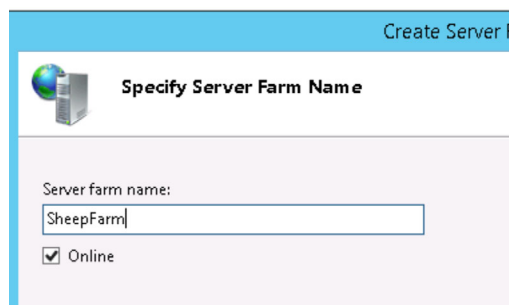 Create Server
Specify Server Farm Name
Server farm name:
SheepFarm
Online